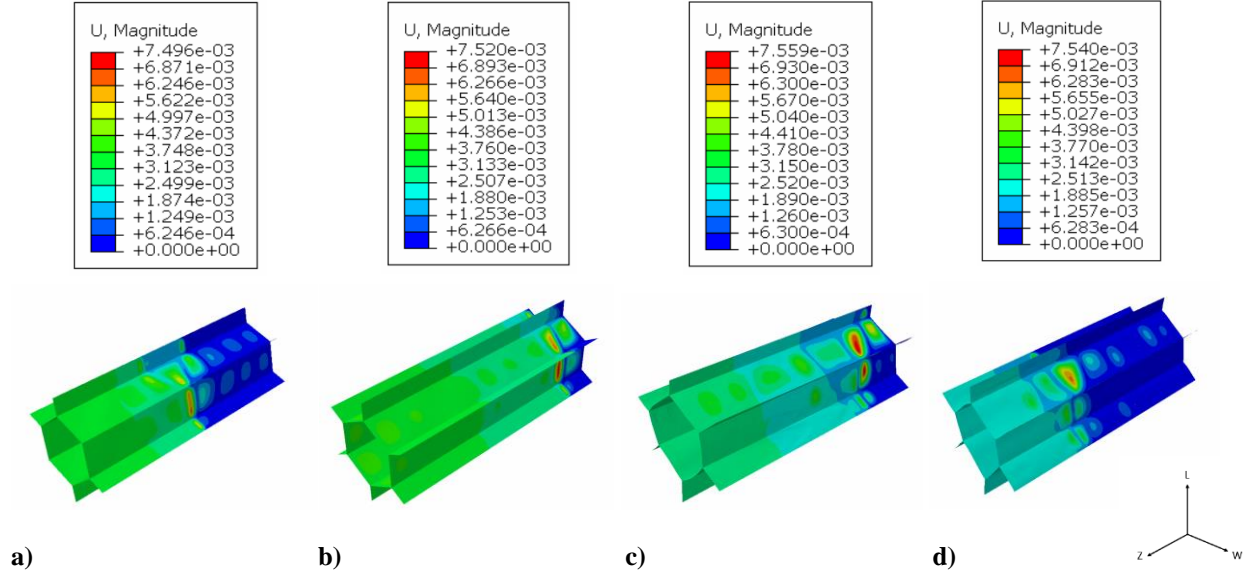 U, Magnitude
+7.496e-03
+6.871e-03
+6.246e-03
+5.622e-03
+4.997e-03
+4.372e-03
+3.748e-03
+3.123e-03
+2.499e-03
+1.874e-03
+1.249e-03
+6.246e-04
+0.000e+00
U, Magnitude
+7.520e-03
+6.893e-03
+6.266e-03
+5.640e-03
+5.013e-03
+4.386e-03
+3.760e-03
+3.133e-03
+2.507e-03
+1.880e-03
+1.253e-03
+6.266e-04
+0.000e+00
U, Magnitude
+7.559e-03
+6.930e-03
+6.300e-03
+5.670e-03
+5.040e-03
+4.410e-03
+3.780e-03
+3.150e-03
+2.520e-03
+1.890e-03
+1.260e-03
+6.300e-04
+0.000e+00
U, Magnitude
+7.540e-03
+6.912e-03
+6.283e-03
+5.655e-03
+5.027e-03
+4.398e-03
+3.770e-03
+3.142e-03
+2.513e-03
+1.885e-03
+1.257e-03
+6.283e-04
+0.000e+00
L
Z
W
a)
b)
c)
d)